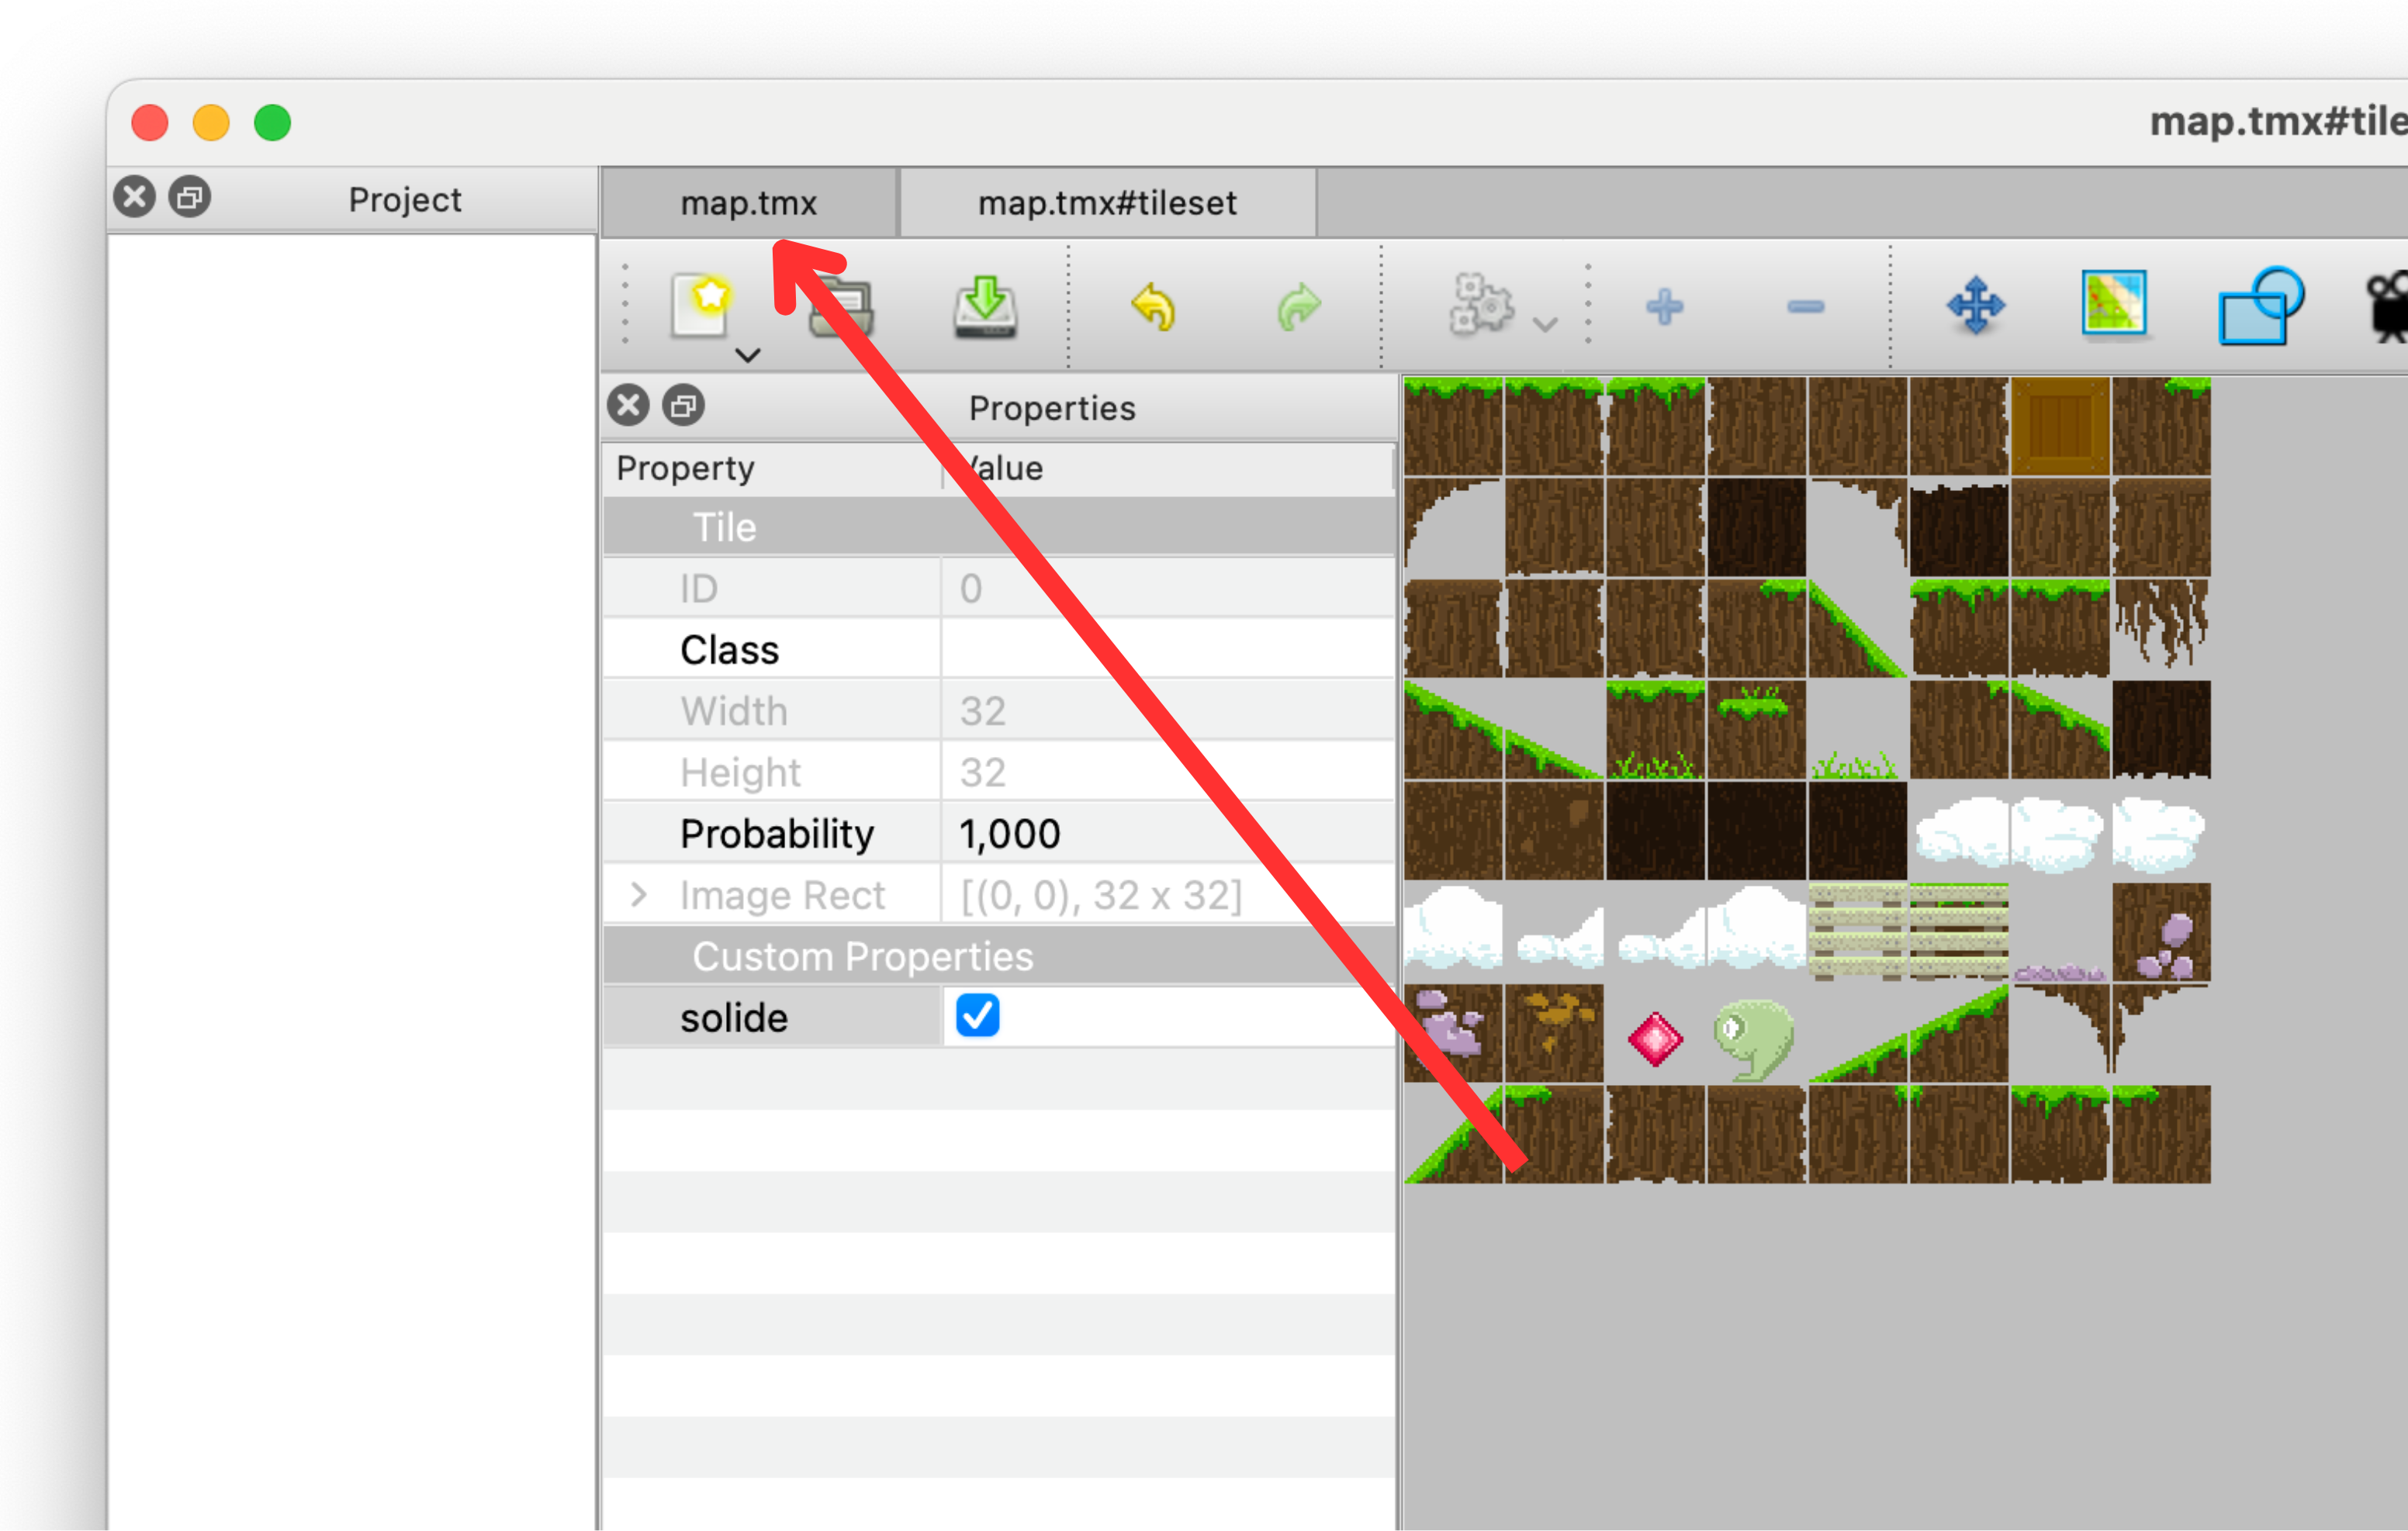 map.tmx#tile
Project
map.tmx
map.tmx#tileset
Properties
Property
Value
Tile
ID
0
Class
Width
32
Height
32
Probability
1,000
Image Rect
[(0, 0), 32 x 32]
Custom Properties
solide